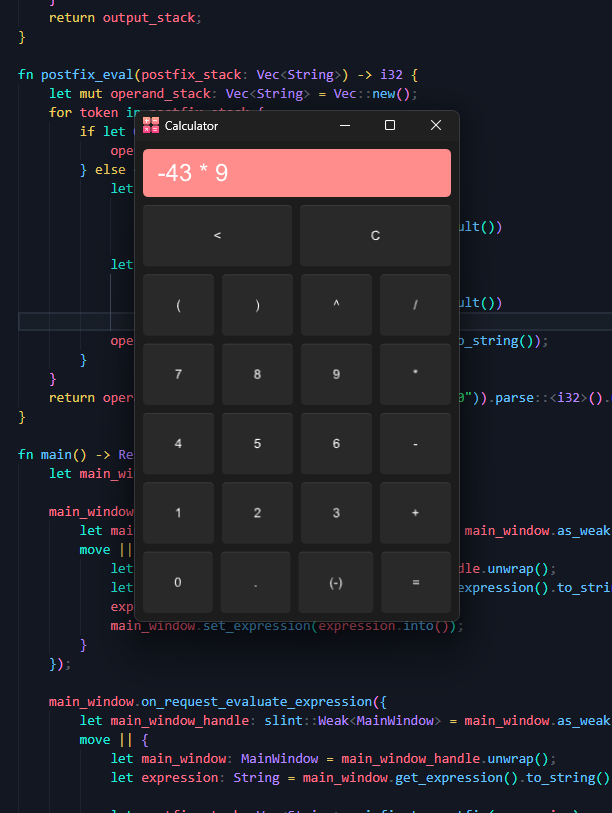 }
return output_stack;
}
fn postfix_eval(postfix_stack: Vec<String>) -> i32 {
let mut operand_stack: Vec<String> = Vec::new();
for token in postfix_stack {
if let
ope
} else
let
ult())
let
ult())
ope
o_string());
}
}
return oper
0")).parse::<i32>().
}
fn main() -> Re
let main_wi
main_window
let mai
main_window.as_weak
move ||
let
dle.unwrap();
let
expression().to_stri
exp
main_window.set_expression(expression.into());
}
});
main_window.on_request_evaluate_expression({
let main_window_handle: slint::Weak<MainWindow> = main_window.as_weak
move || {
let main_window: MainWindow = main_window_handle.unwrap();
let expression: String = main_window.get_expression().to_string()
Calculator
-43 * 9
< C
( ) ^ /
7 8 9 *
4 5 6 -
1 2 3 +
0 . (-) =